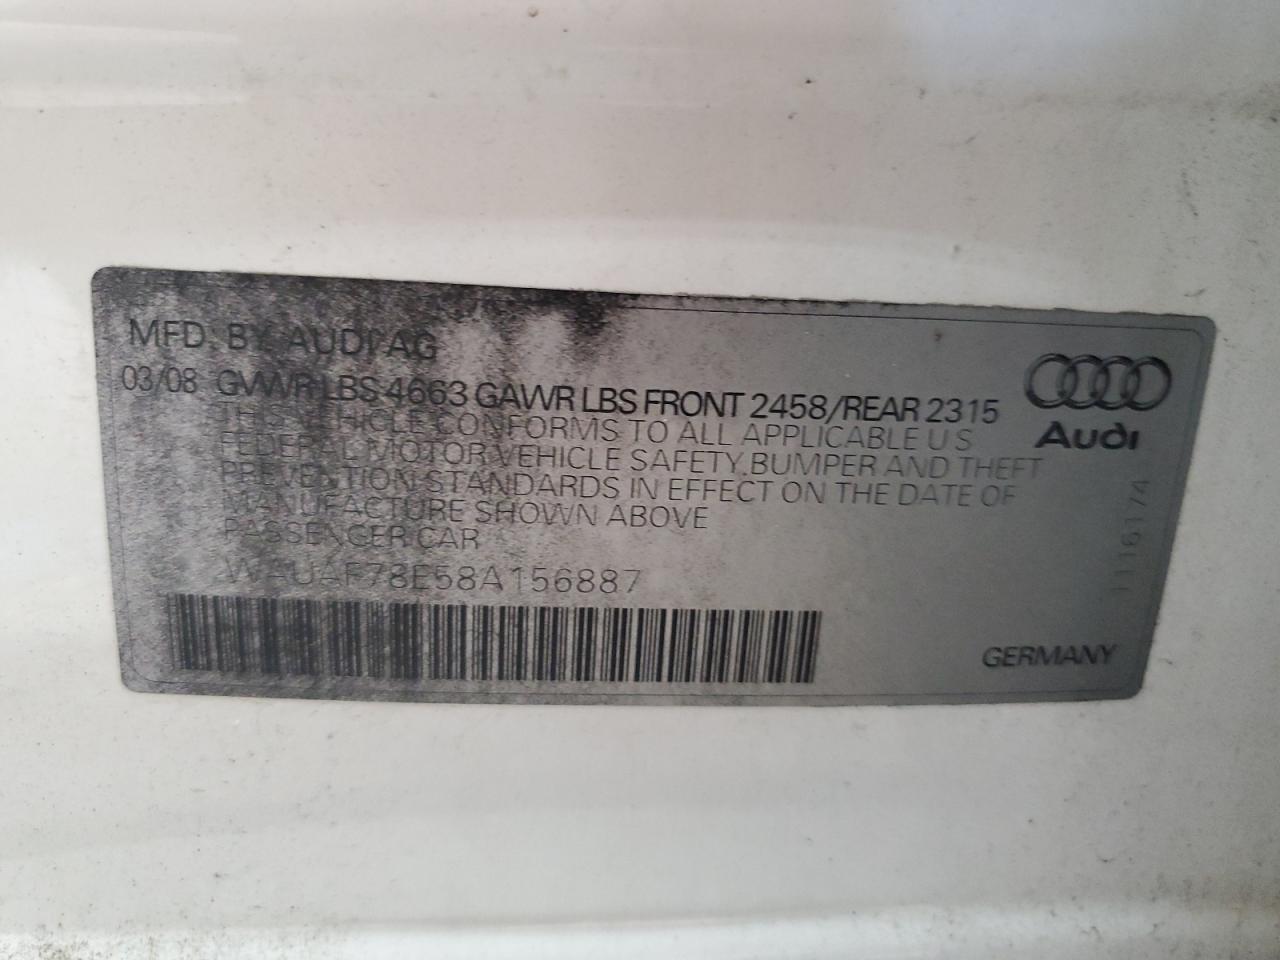 MFD. BY AUDI AG
03/08 GVWR LBS 4663 GAWR LBS FRONT 2458/REAR 2315
THIS VEHICLE CONFORMS TO ALL APPLICABLE US
FEDERAL MOTOR VEHICLE SAFETY, BUMPER AND THEFT
PREVENTION STANDARDS IN EFFECT ON THE DATE OF
MANUFACTURE SHOWN ABOVE
PASSENGER CAR
WAUAF78E58A156887
Audi
1116174
GERMANY